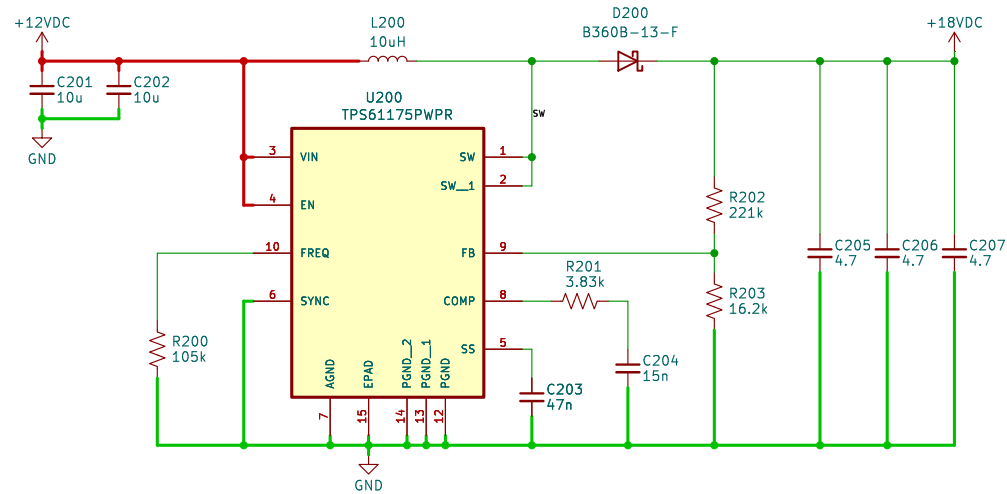 +12VDC
L200
10uH
D200
B360B-13-F
+18VDC
C201
10u
C202
10u
GND
U200
TPS61175PWPR
SW
3
VIN
4
EN
10
FREQ
6
SYNC
SW
1
SW__1
2
FB
9
COMP
8
SS
5
AGND
EPAD
PGND__2
PGND__1
PGND
7
15
14
13
12
R200
105k
R201
3.83k
R202
221k
R203
16.2k
C203
47n
C204
15n
C205
4.7
C206
4.7
C207
4.7
GND